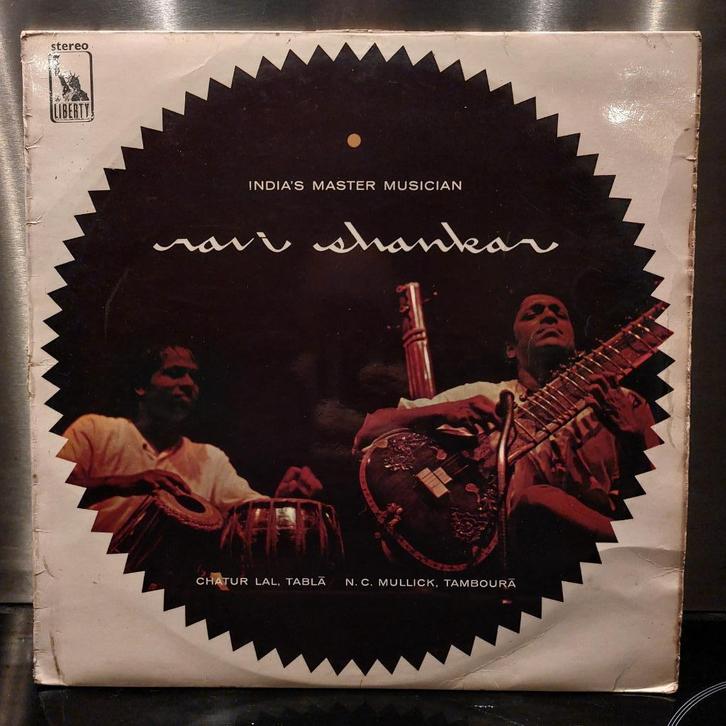 stereo
LIBERTY
INDIA'S MASTER MUSICIAN
ravi shankar
CHATUR LAL, TABLĀ N. C. MULLICK, TAMBOURĀ